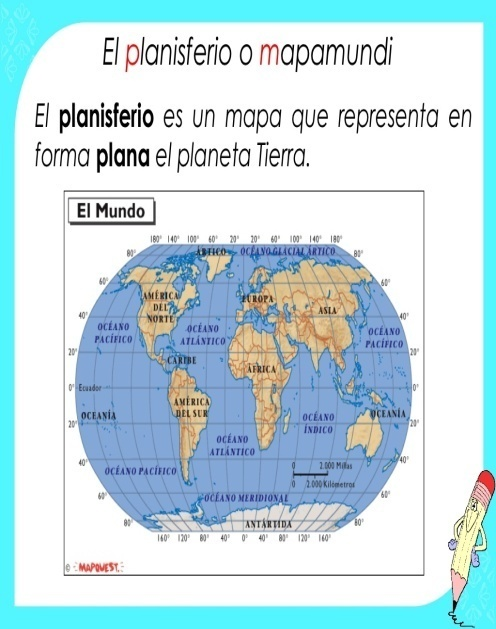 El planisferio o mapamundi
El planisferio es un mapa que representa en
forma plana el planeta Tierra.
El Mundo
180° 140° 100° 60° 20° 20° 60° 100° 140° 180°
ÁRTICO OCÉANO GLACIAL ÁRTICO
80° 80°
60° 60°
AMÉRICA
DEL
NORTE
EUROPA
ASIA
40° 40°
OCÉANO
PACÍFICO
OCÉANO
ATLÁNTICO
OCÉANO
PACÍFICO
20° 20°
CARIBE
ÁFRICA
0° Ecuador 0°
AMÉRICA
DEL SUR
OCEANÍA
OCÉANO
ÍNDICO
OCEANÍA
20° 20°
OCÉANO
ATLÁNTICO
40° 40°
OCÉANO PACÍFICO
0 2.000 Millas
0 2.000 Kilómetros
60° 60°
OCÉANO MERIDIONAL
80° 80°
ANTÁRTIDA
160° 120° 80° 40° 0° 40° 80° 120° 160°
© MAPQUEST